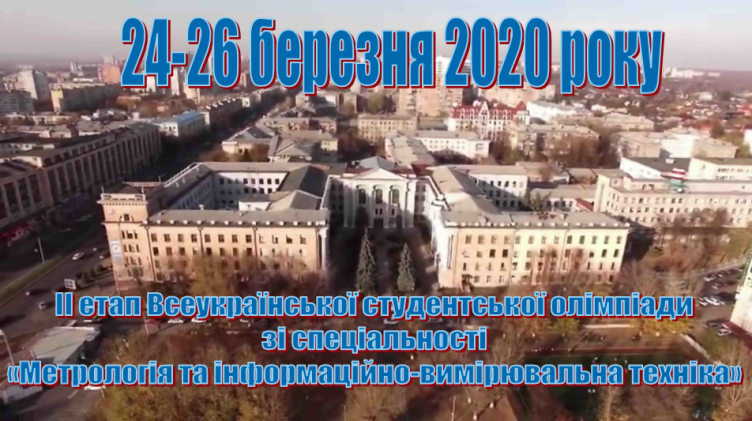 24-26 березня 2020 року
ІІ етап Всеукраїнської студентської олімпіади
зі спеціальності
«Метрологія та інформаційно-вимірювальна техніка»